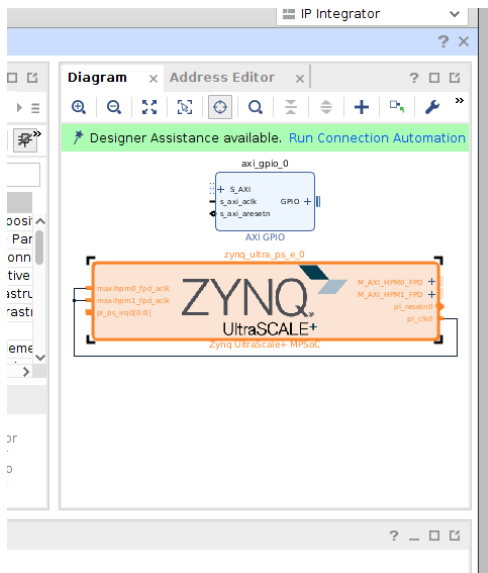 IP Integrator
Diagram
Address Editor
Designer Assistance available. Run Connection Automation
axi_gpio_0
S_AXI
s_axi_aclk
GPIO
s_axi_aresetn
AXI GPIO
zynq_ultra_ps_e_0
maxihpm0_fpd_aclk
M_AXI_HPM0_FPD
maxihpm1_fpd_aclk
M_AXI_HPM1_FPD
pl_ps_irq0[0:0]
pl_resetn0
pl_clk0
ZYNQ
UltraSCALE+
Zynq UltraScale+ MPSoC